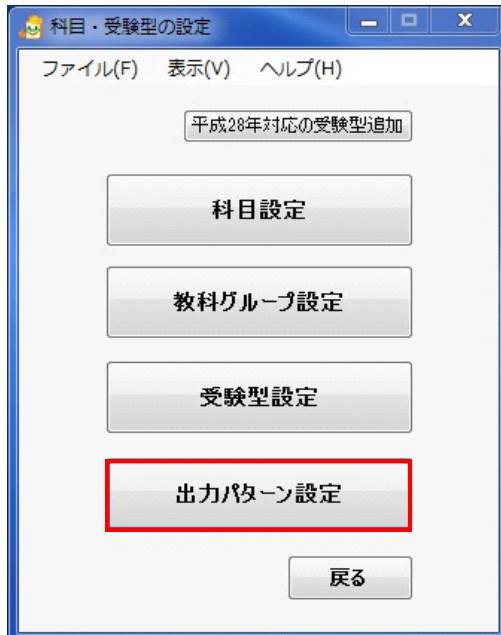 科目・受験型の設定
ファイル(F) 表示(V) ヘルプ(H)
平成28年対応の受験型追加
科目設定
教科グループ設定
受験型設定
出力パターン設定
戻る